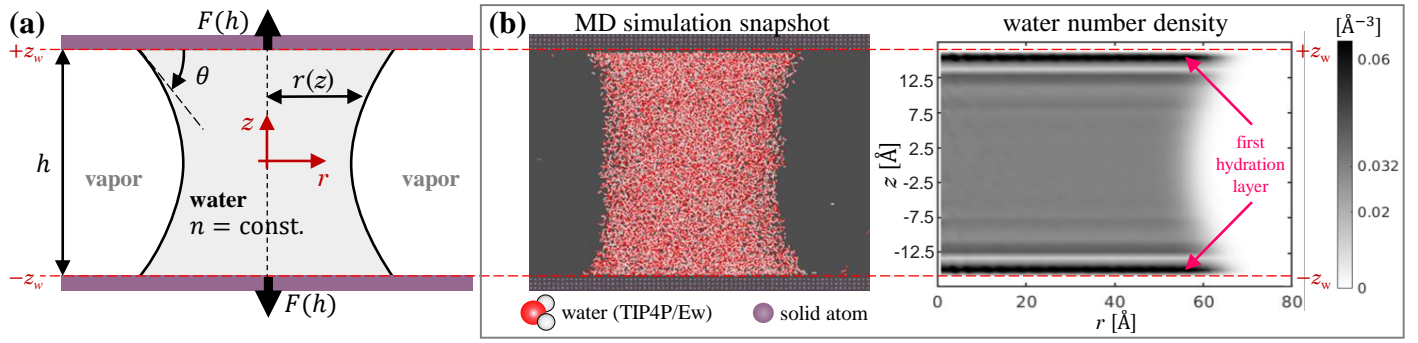 (a)
F(h)
+z_w
θ
r(z)
h
z
r
vapor
vapor
water
n = const.
−z_w
F(h)
(b)
MD simulation snapshot
water (TIP4P/Ew)
solid atom
water number density
[Å⁻³]
+z_w
12.5
7.5
2.5
-2.5
-7.5
-12.5
z [Å]
first
hydration
layer
0
20
40
60
80
r [Å]
0.06
0.032
0.02
0
−z_w